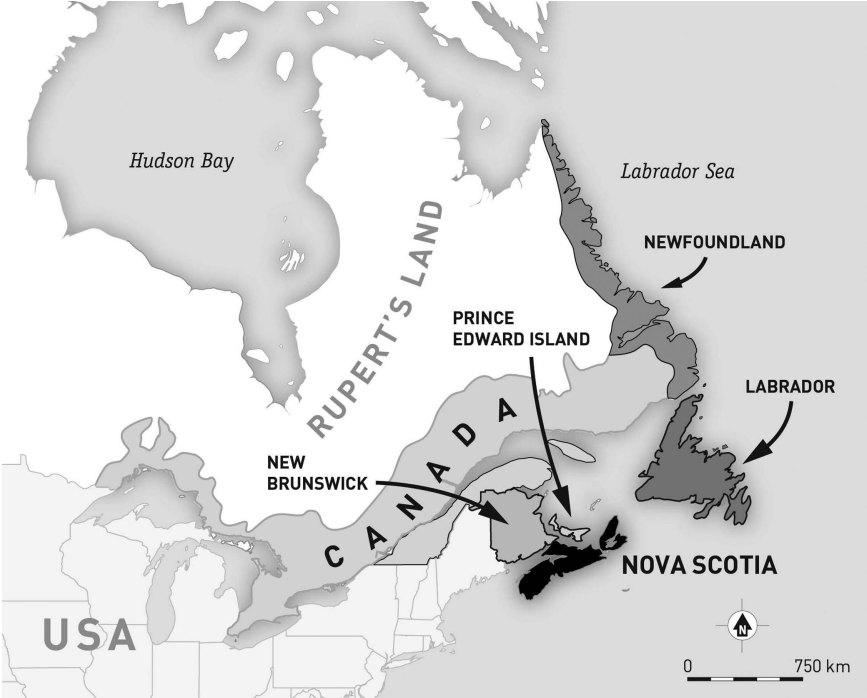 Hudson Bay
Labrador Sea
RUPERT'S LAND
NEWFOUNDLAND
PRINCE
EDWARD ISLAND
LABRADOR
CANADA
NEW
BRUNSWICK
NOVA SCOTIA
USA
N
0 750 km